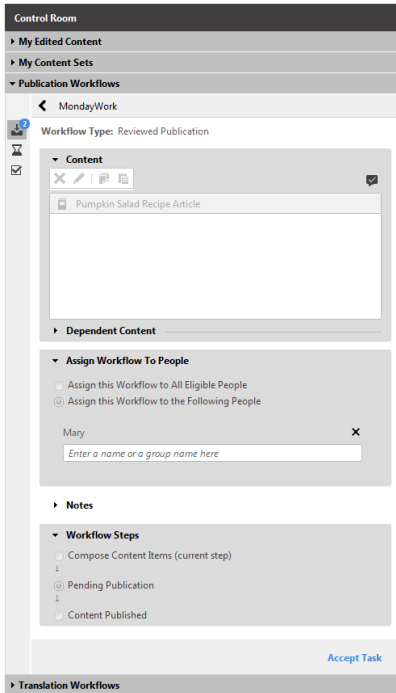 Control Room
My Edited Content
My Content Sets
Publication Workflows
MondayWork
2
Workflow Type: Reviewed Publication
Content
Pumpkin Salad Recipe Article
Dependent Content
Assign Workflow To People
Assign this Workflow to All Eligible People
Assign this Workflow to the Following People
Mary
Enter a name or a group name here
Notes
Workflow Steps
Compose Content Items (current step)
↓
Pending Publication
↓
Content Published
Accept Task
Translation Workflows